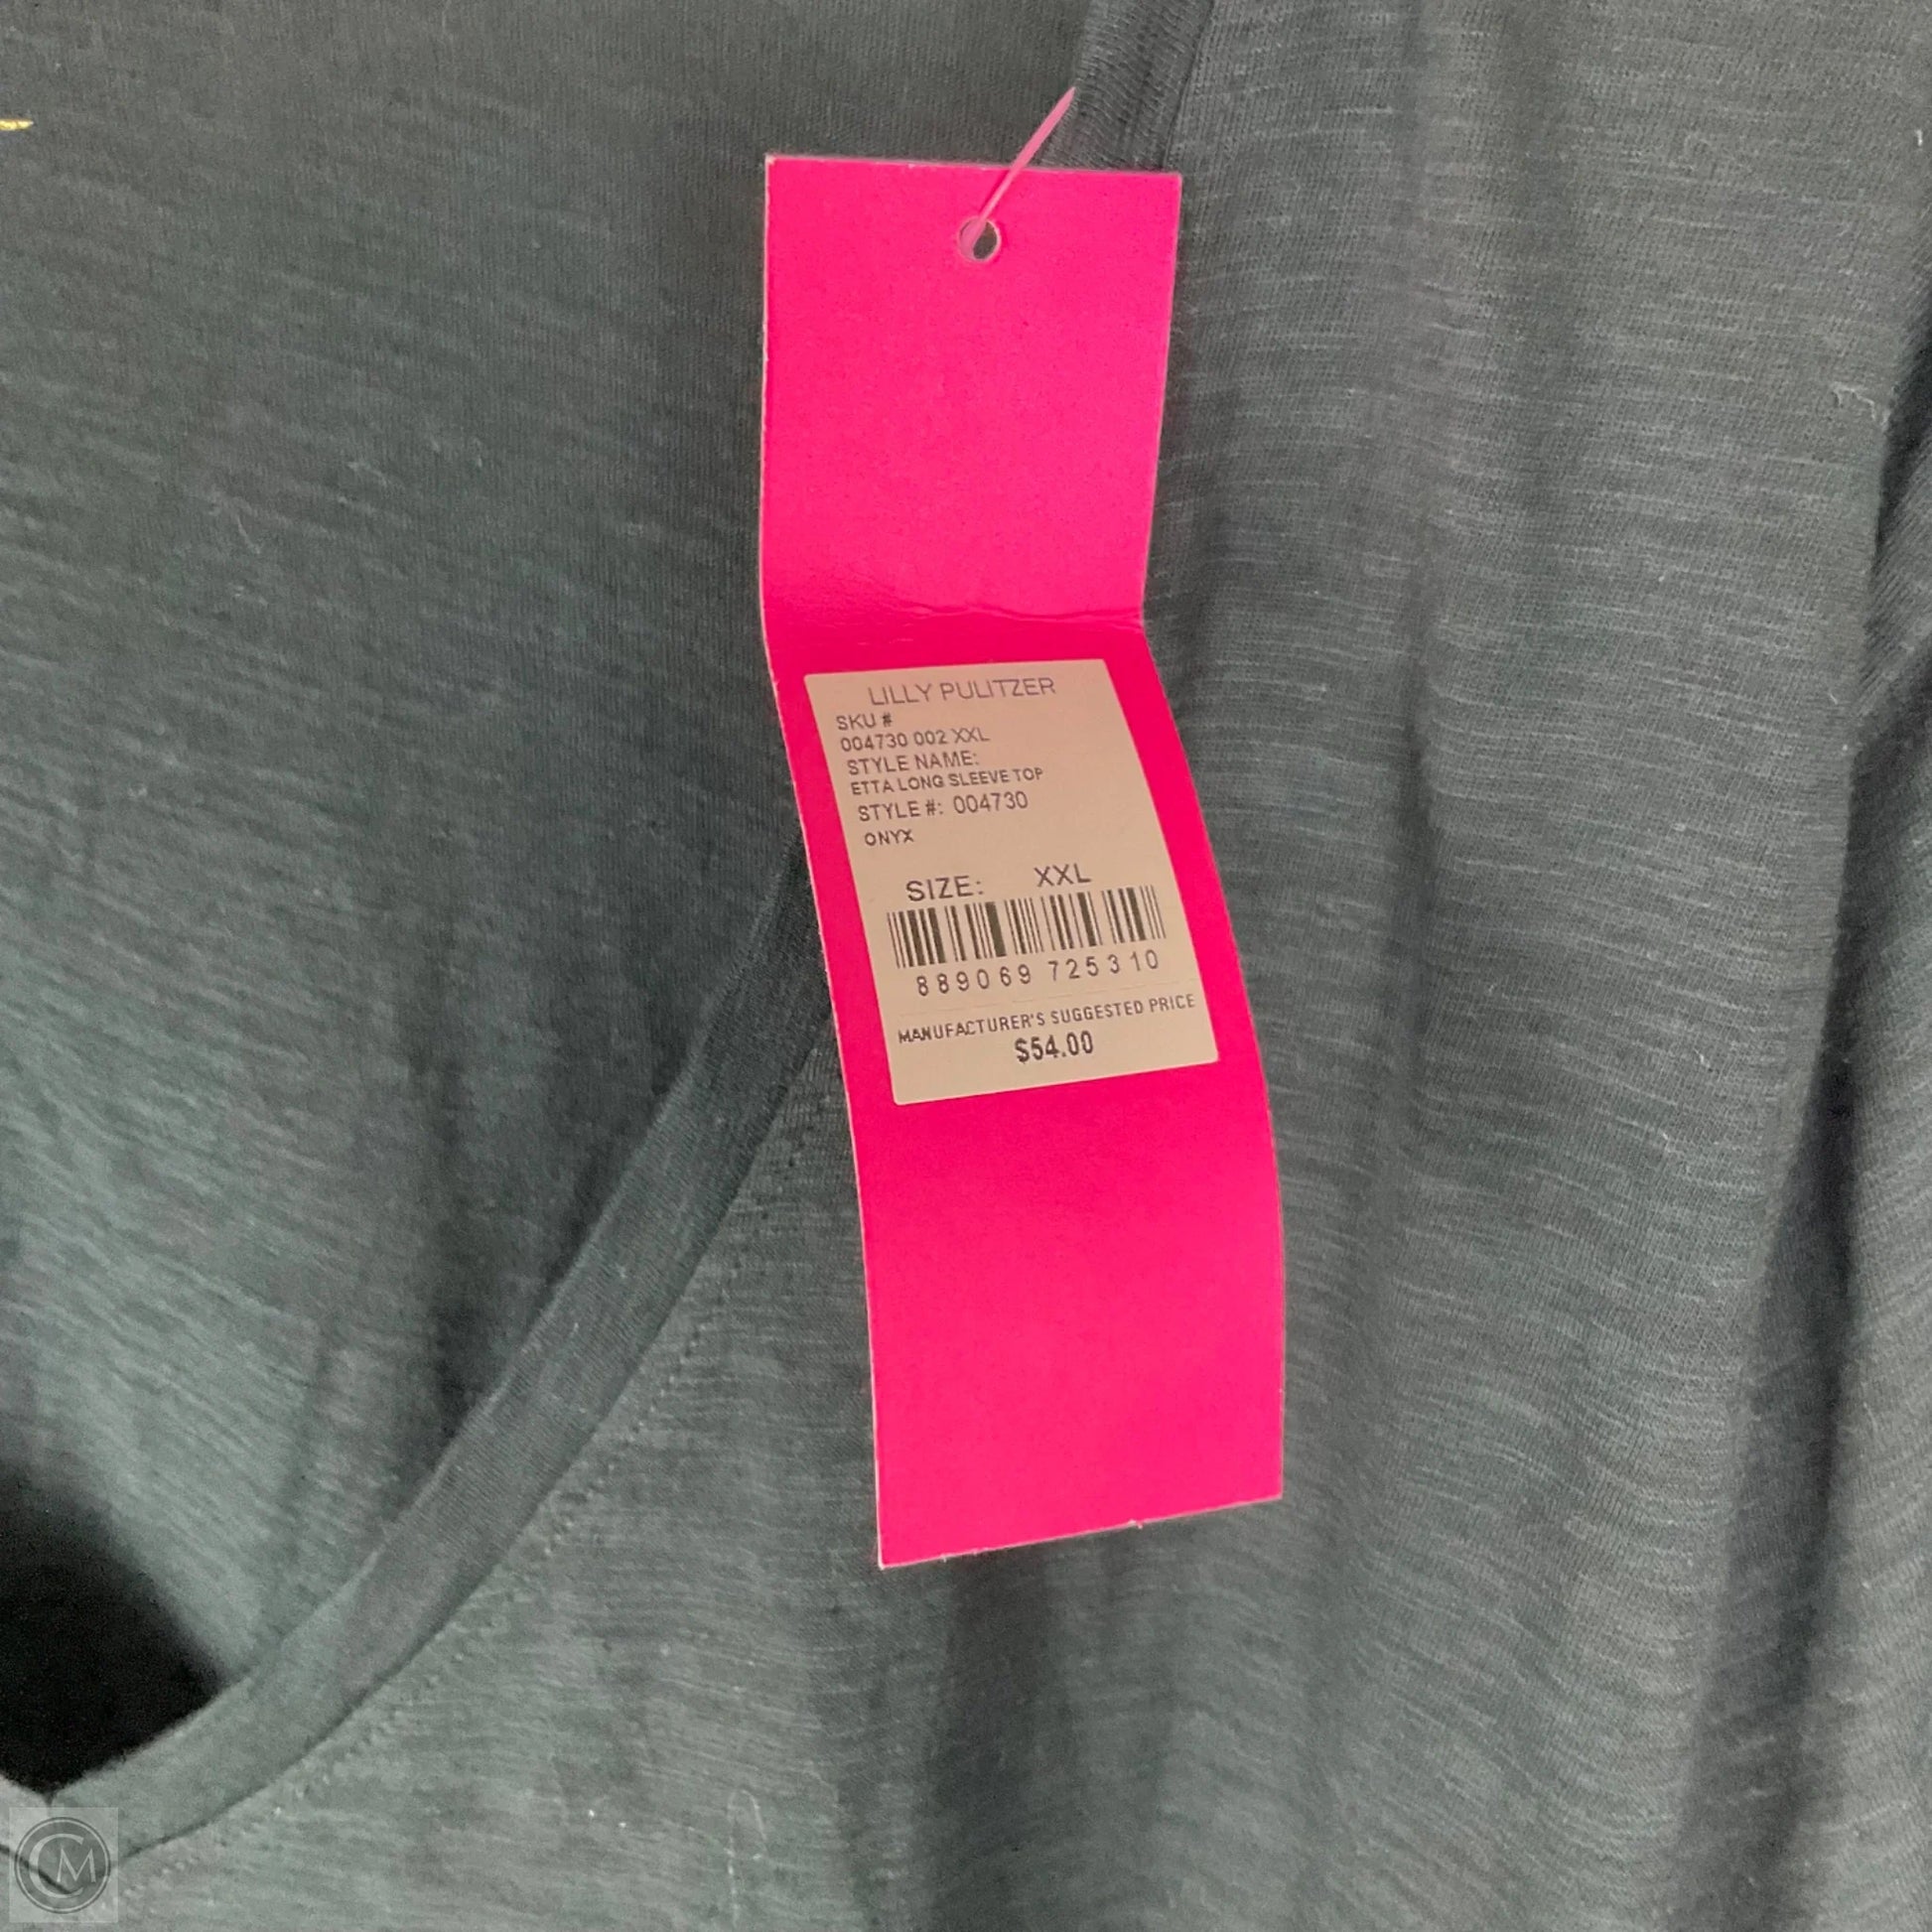 LILLY PULITZER
SKU #
004730 002 XXL
STYLE NAME:
ETTA LONG SLEEVE TOP
STYLE #: 004730
ONYX
SIZE: XXL
889069 725310
MANUFACTURER'S SUGGESTED PRICE
$54.00
CM